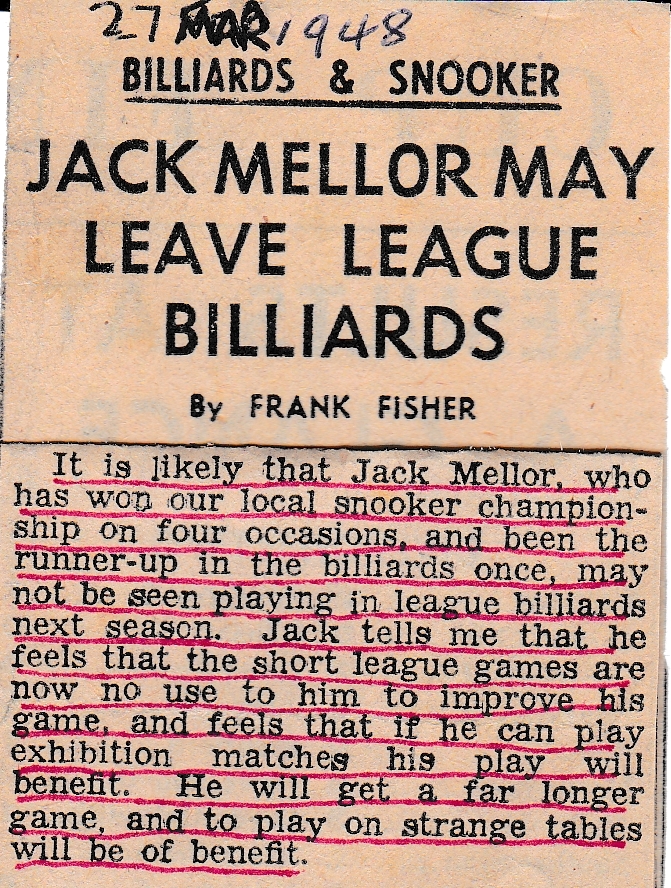 27 MAR 1948
BILLIARDS & SNOOKER
JACK MELLOR MAY
LEAVE LEAGUE
BILLIARDS
By FRANK FISHER
It is likely that Jack Mellor, who
has won our local snooker champion-
ship on four occasions, and been the
runner-up in the billiards once, may
not be seen playing in league billiards
next season. Jack tells me that he
feels that the short league games are
now no use to him to improve his
game, and feels that if he can play
exhibition matches his play will
benefit. He will get a far longer
game, and to play on strange tables
will be of benefit.